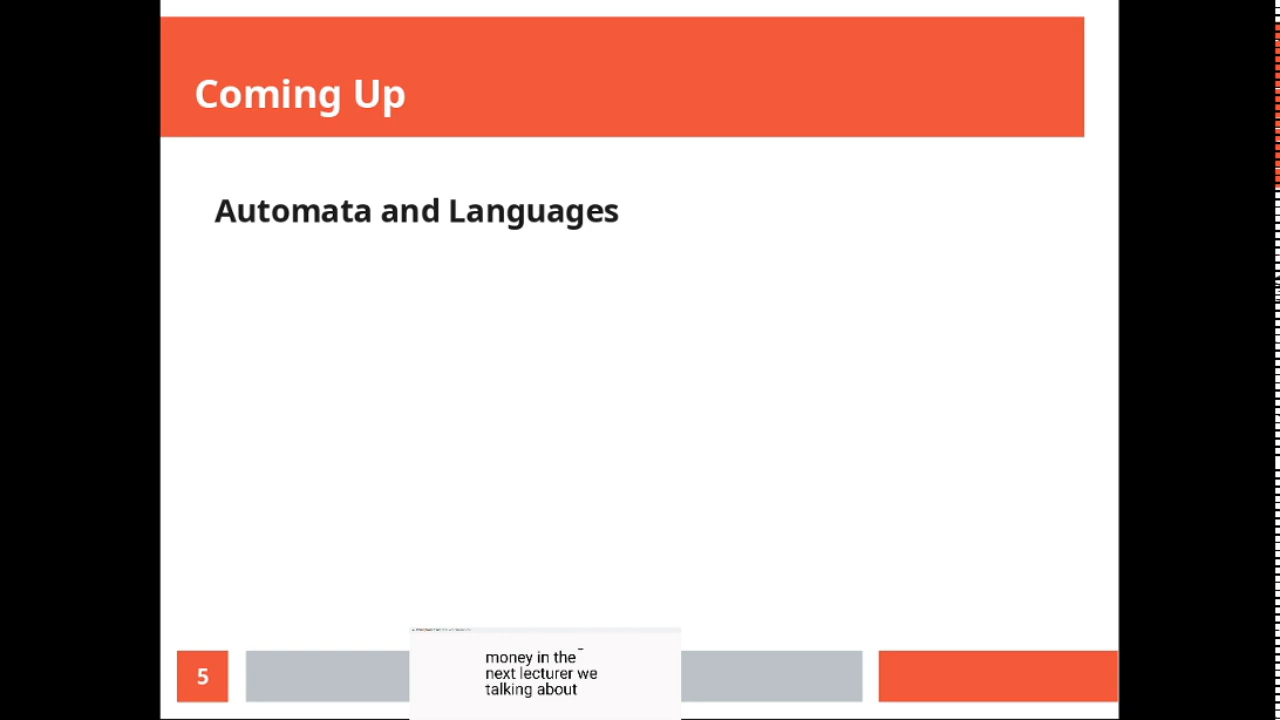 Coming Up
Automata and Languages
money in the
next lecturer we
talking about
5